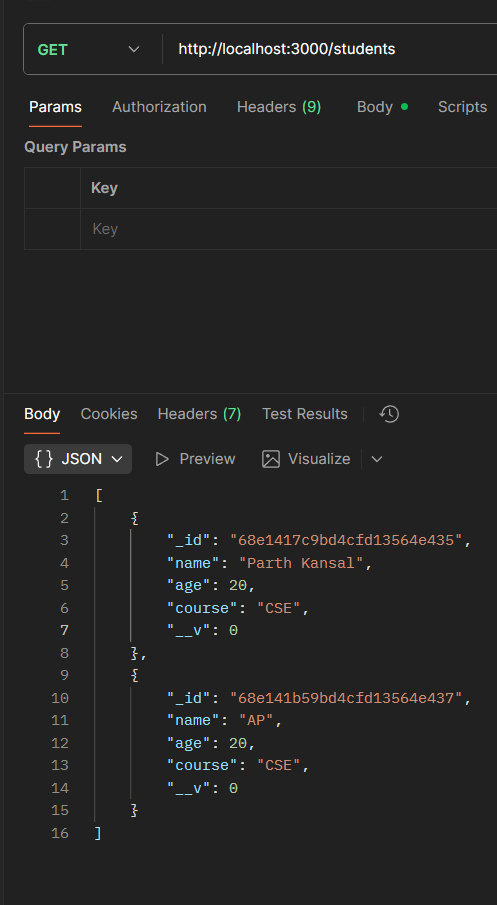 GET http://localhost:3000/students
Params Authorization Headers (9) Body Scripts
Query Params
Key
Key
Body Cookies Headers (7) Test Results
{} JSON Preview Visualize
1 [
2 {
3 "_id": "68e1417c9bd4cfd13564e435",
4 "name": "Parth Kansal",
5 "age": 20,
6 "course": "CSE",
7 "__v": 0
8 },
9 {
10 "_id": "68e141b59bd4cfd13564e437",
11 "name": "AP",
12 "age": 20,
13 "course": "CSE",
14 "__v": 0
15 }
16 ]